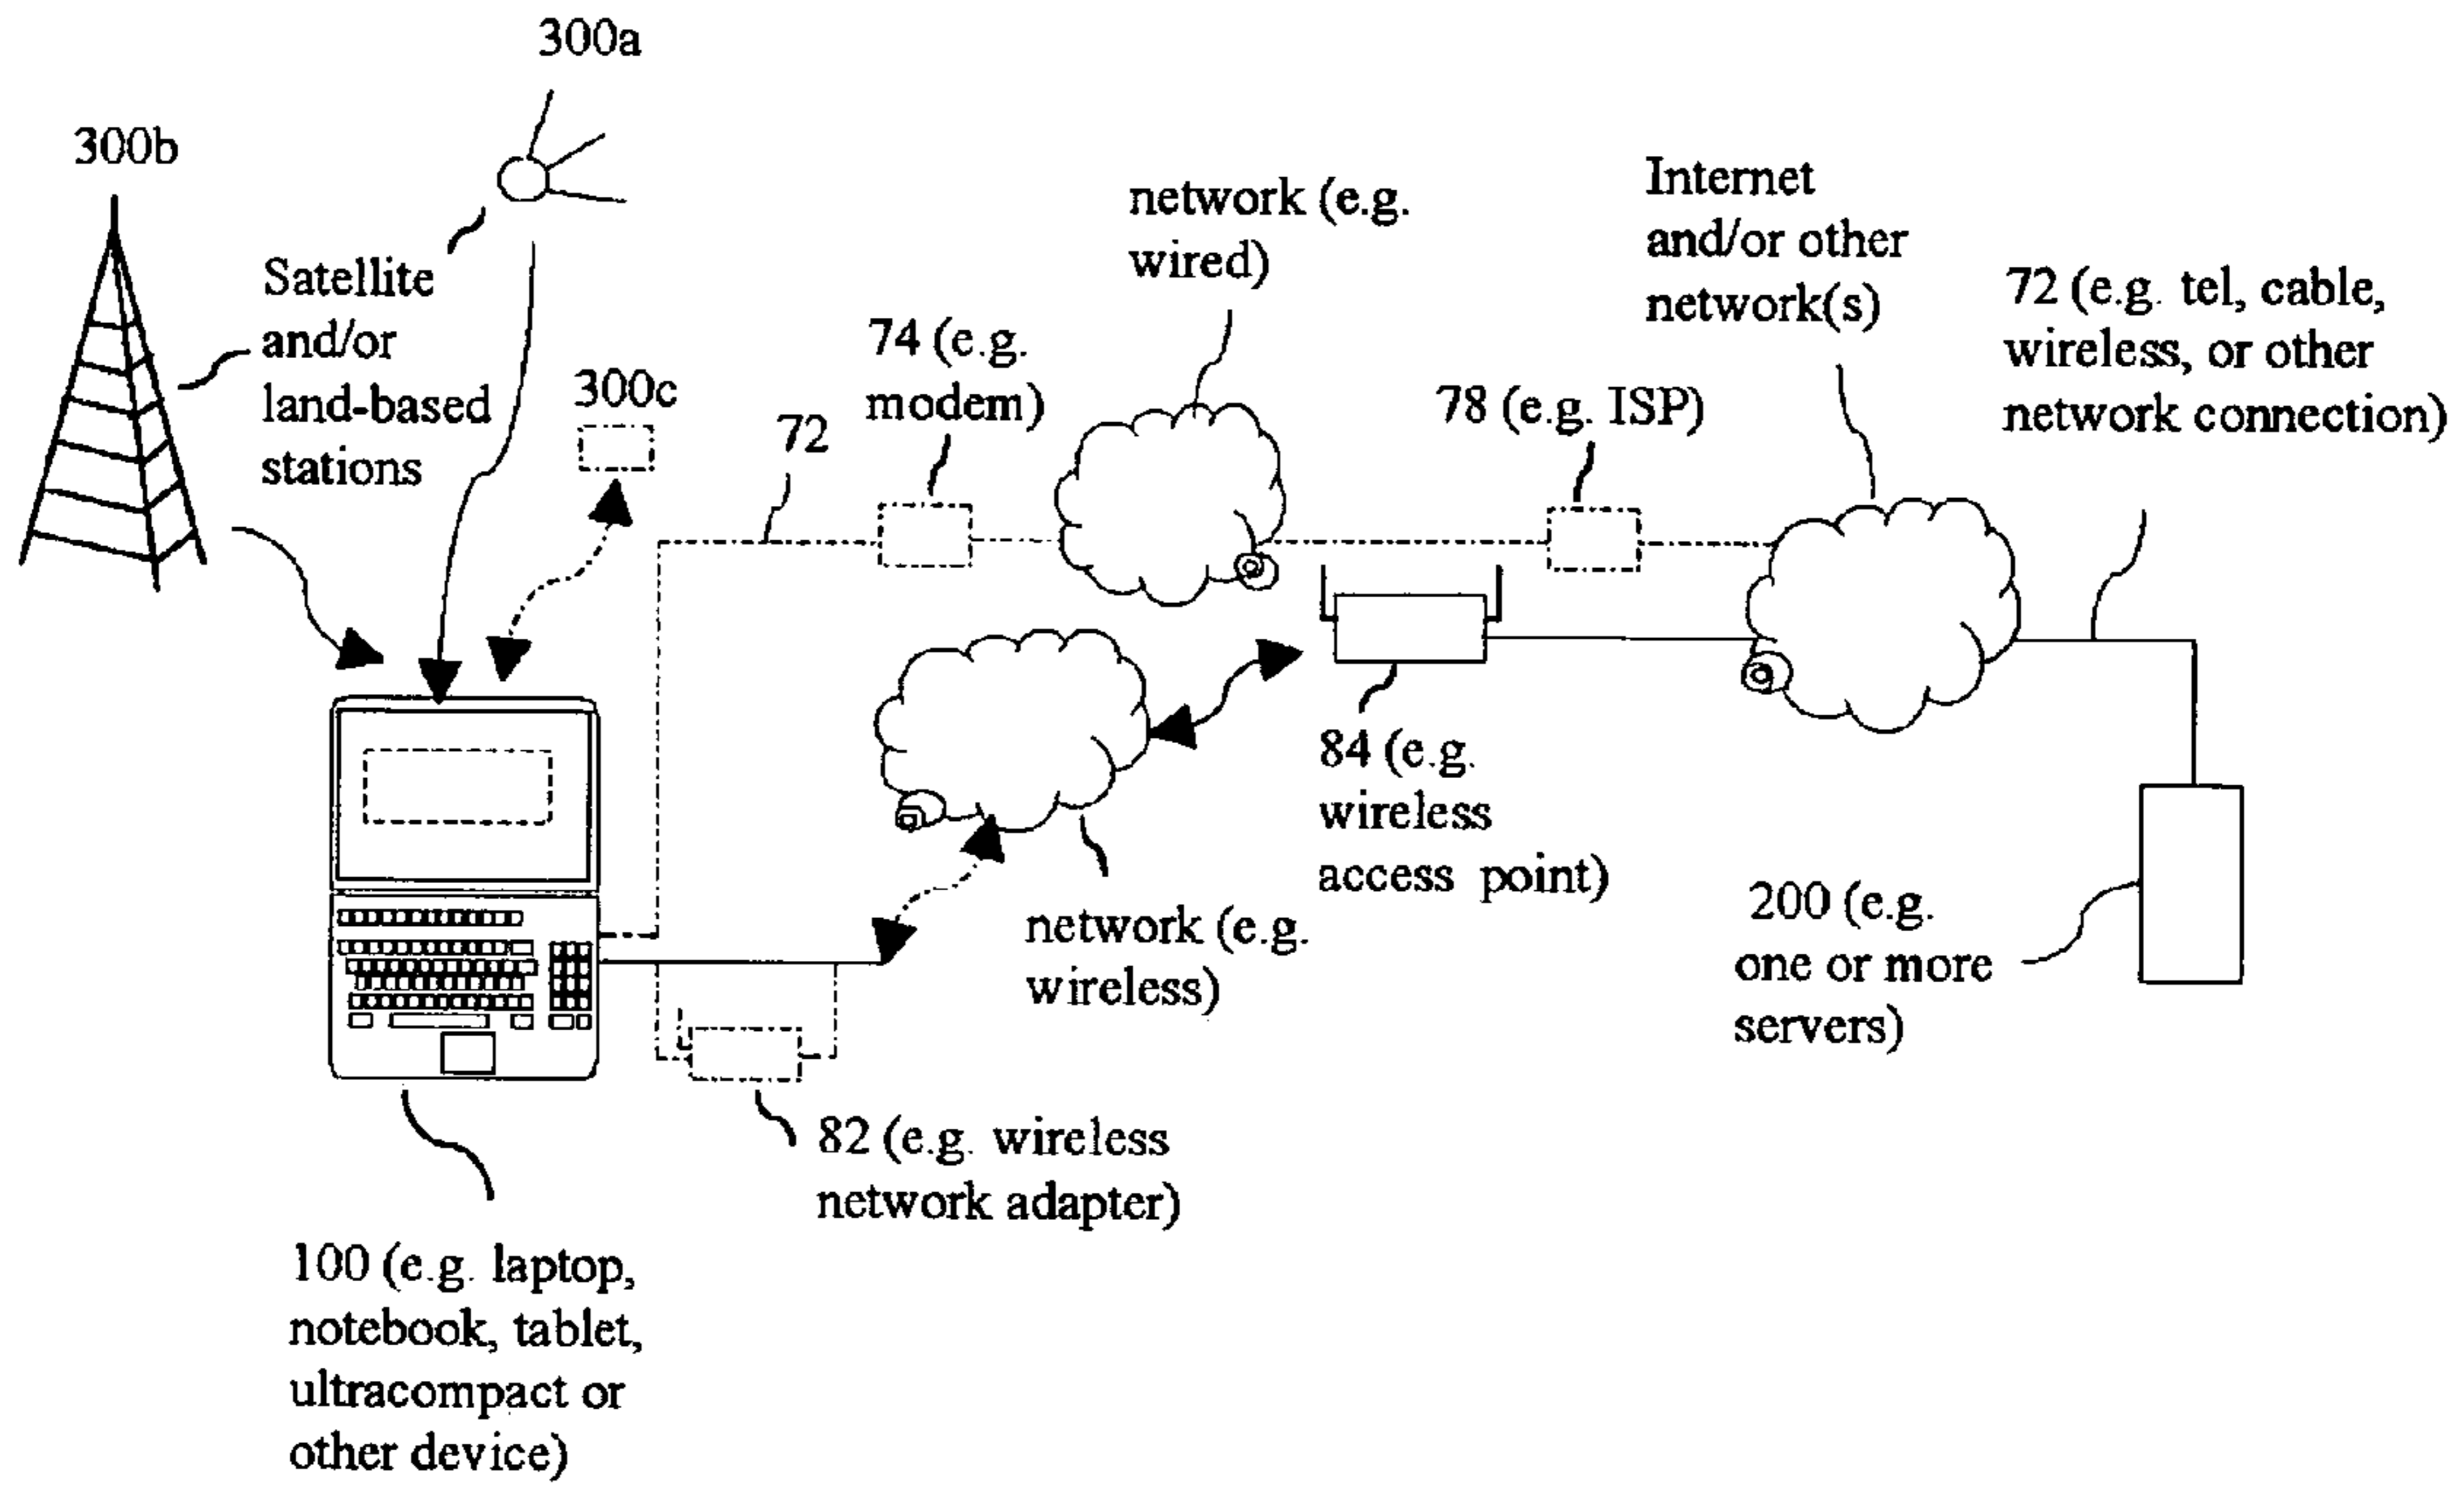 300a
300b
Satellite
and/or
land-based
stations
300c
72
74 (e.g.
modem)
network (e.g.
wired)
78 (e.g. ISP)
Internet
and/or other
network(s)
72 (e.g. tel, cable,
wireless, or other
network connection)
84 (e.g.
wireless
access point)
network (e.g.
wireless)
200 (e.g.
one or more
servers)
82 (e.g. wireless
network adapter)
100 (e.g. laptop,
notebook, tablet,
ultracompact or
other device)